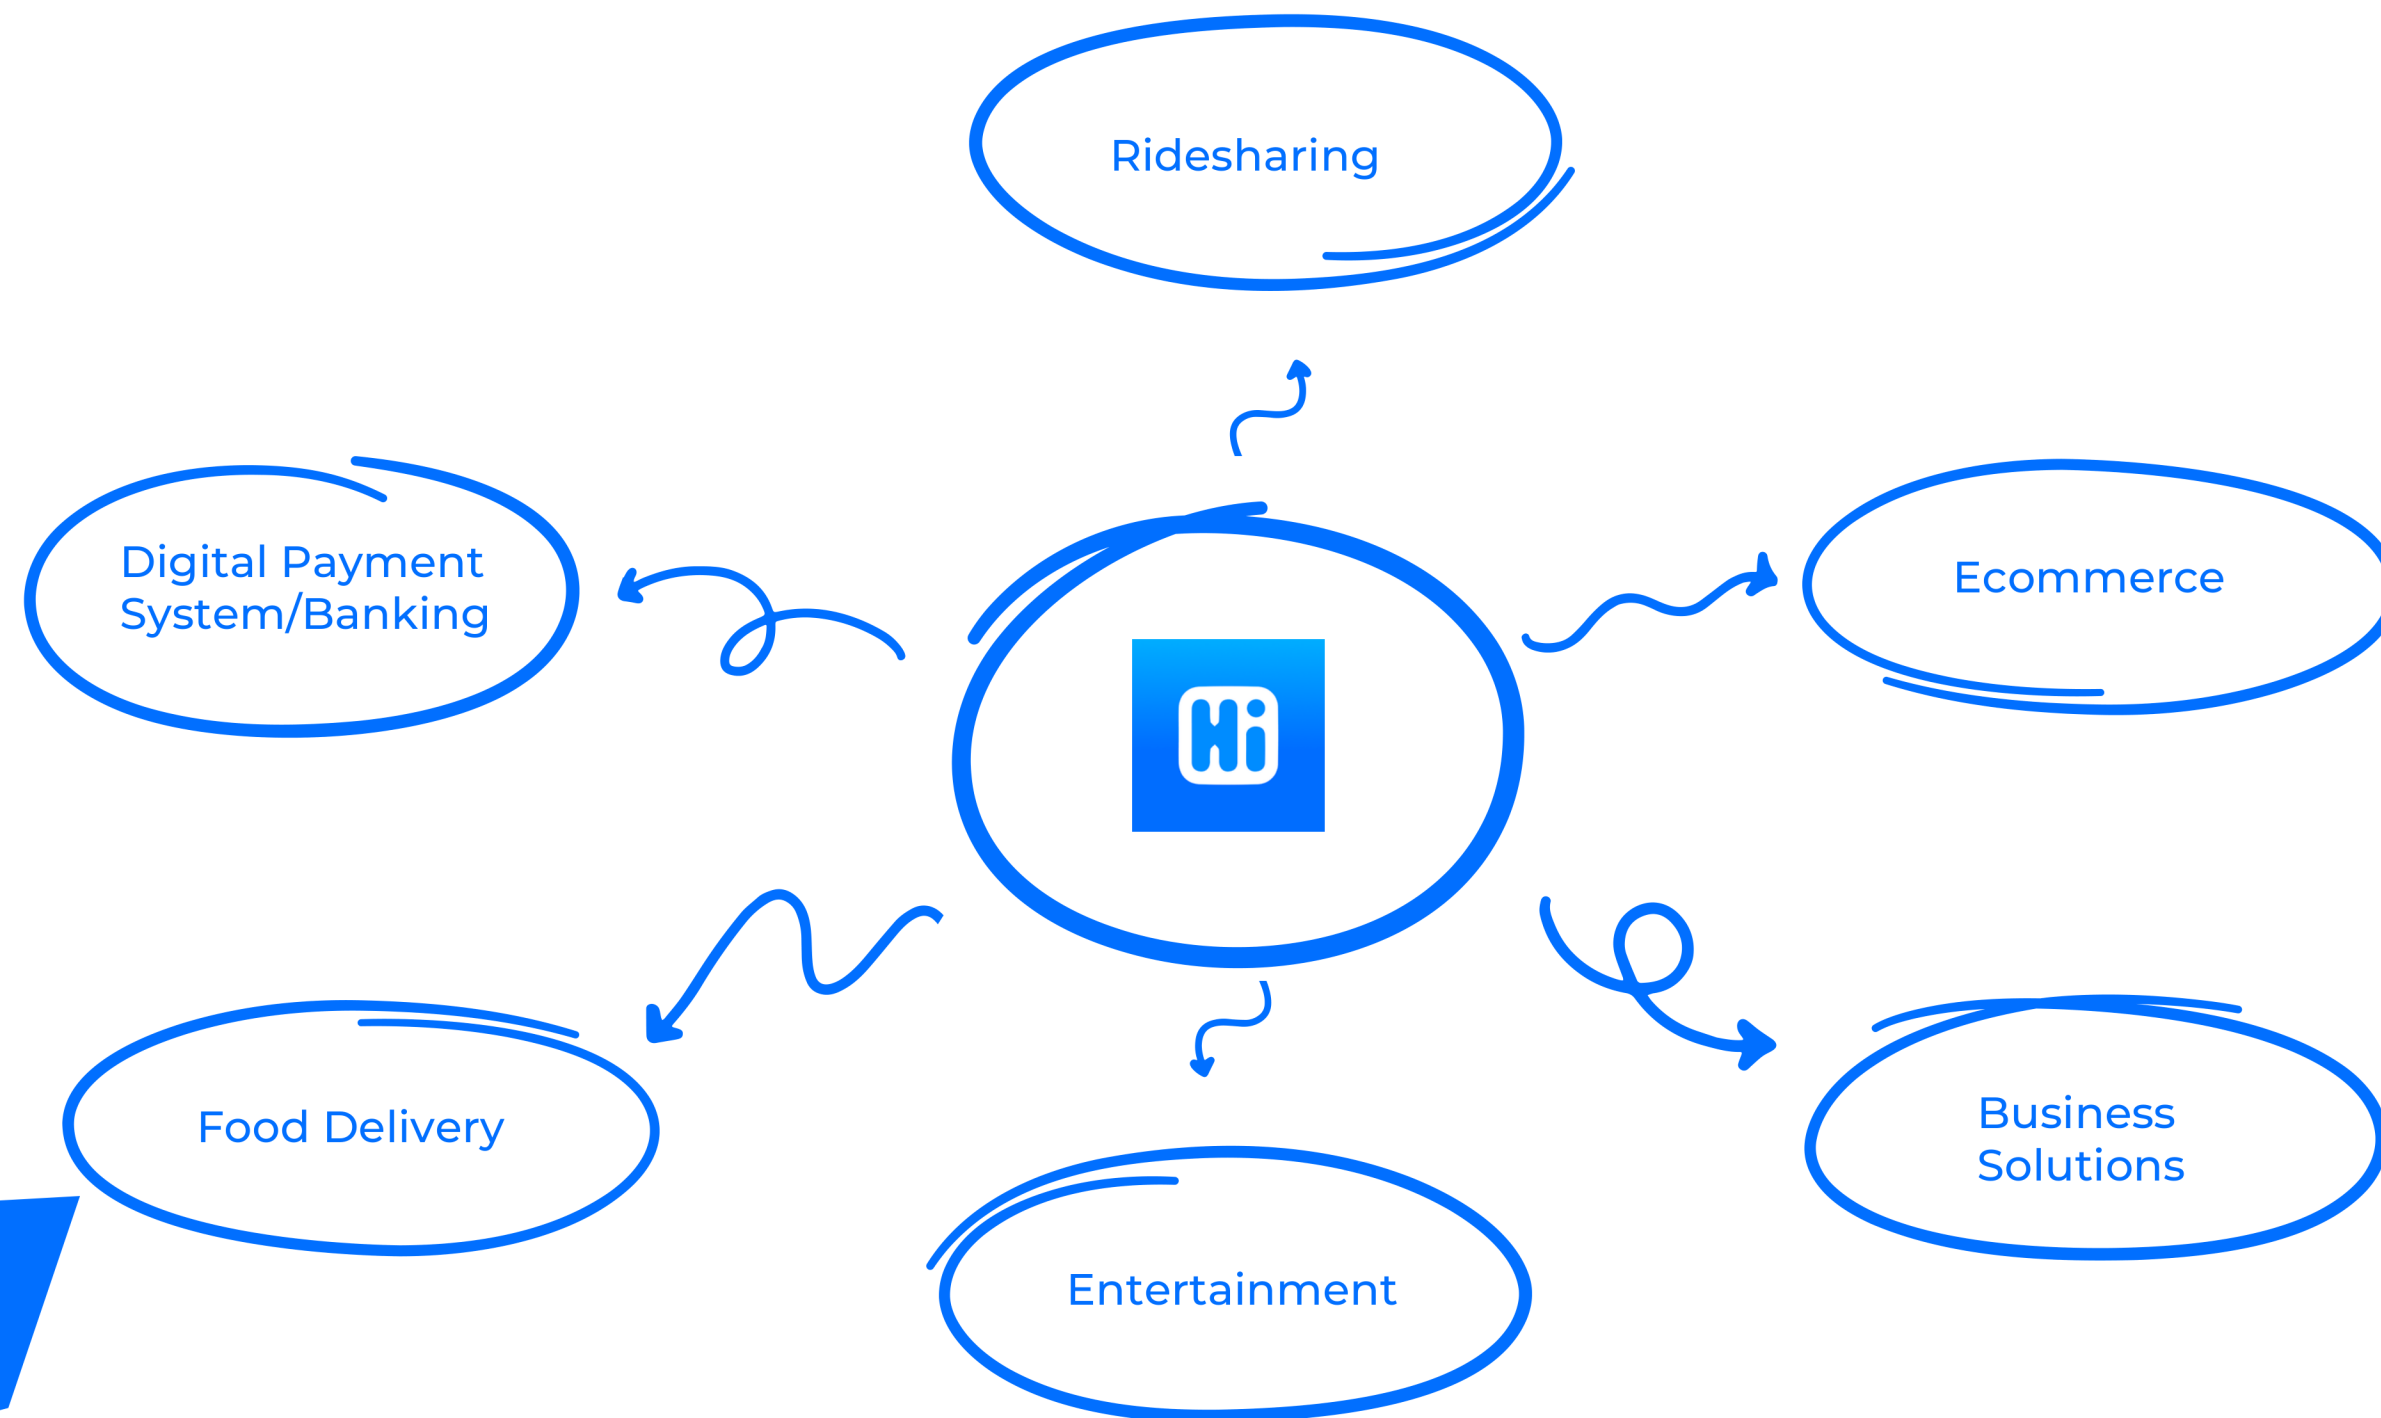 Ridesharing
Digital Payment
System/Banking
Ecommerce
Hi
Food Delivery
Business
Solutions
Entertainment